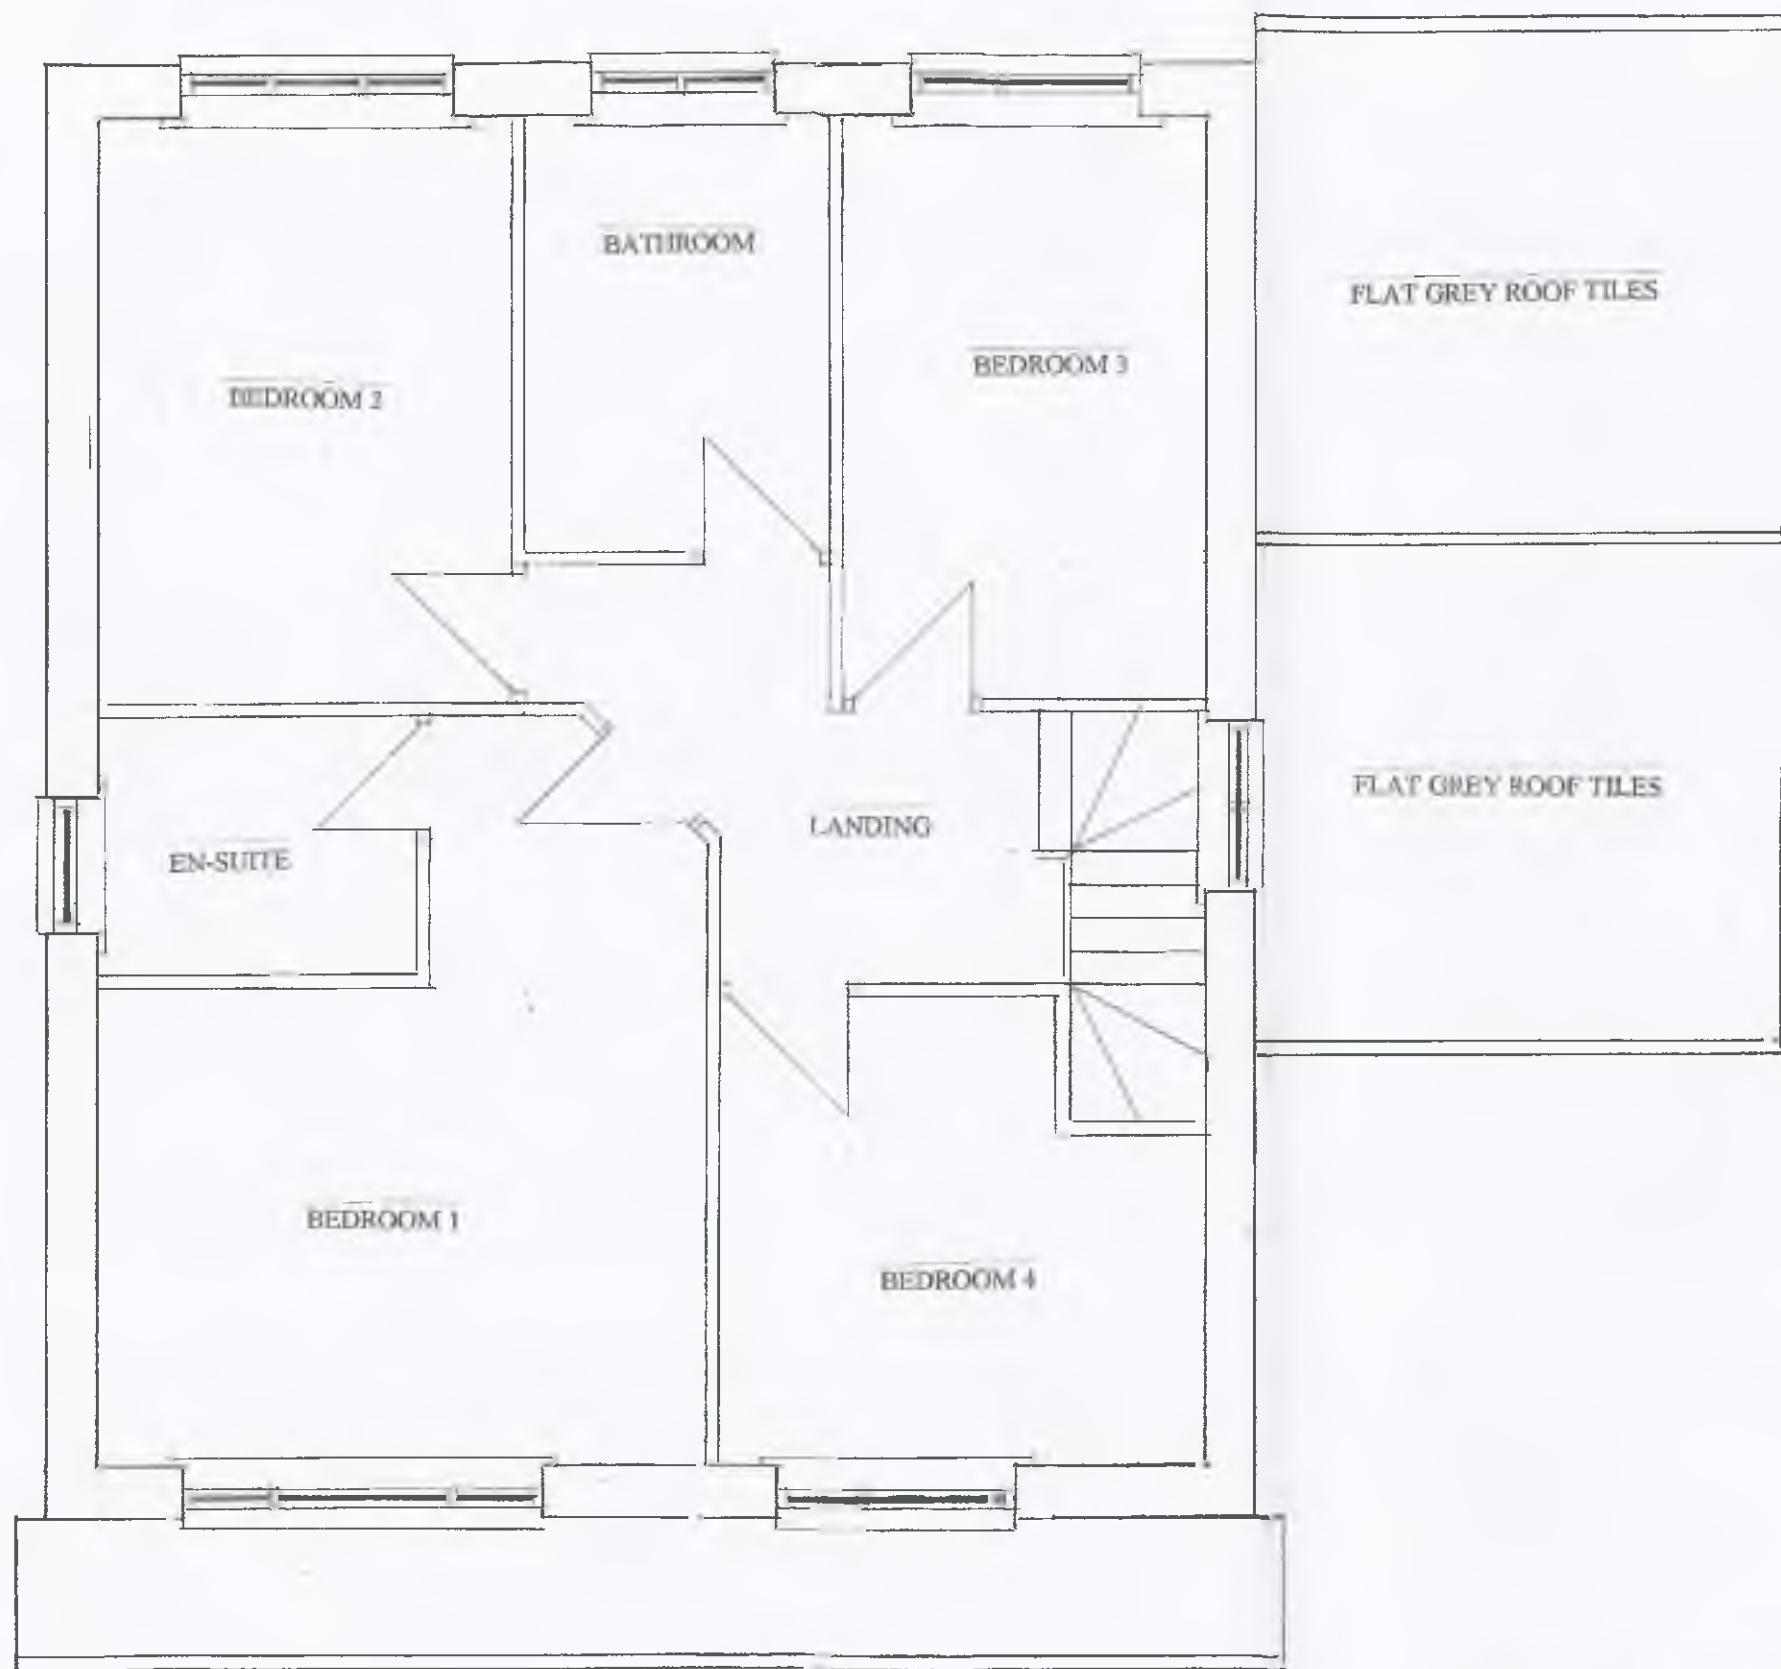 BATHROOM
FLAT GREY ROOF TILES
BEDROOM 3
BEDROOM 2
FLAT GREY ROOF TILES
LANDING
EN-SUITE
BEDROOM 1
BEDROOM 4